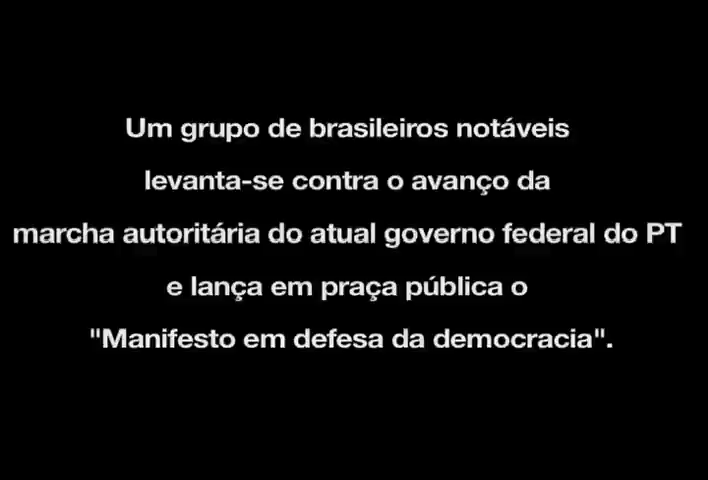 Um grupo de brasileiros notáveis
levanta-se contra o avanço da
marcha autoritária do atual governo federal do PT
e lança em praça pública o
"Manifesto em defesa da democracia".